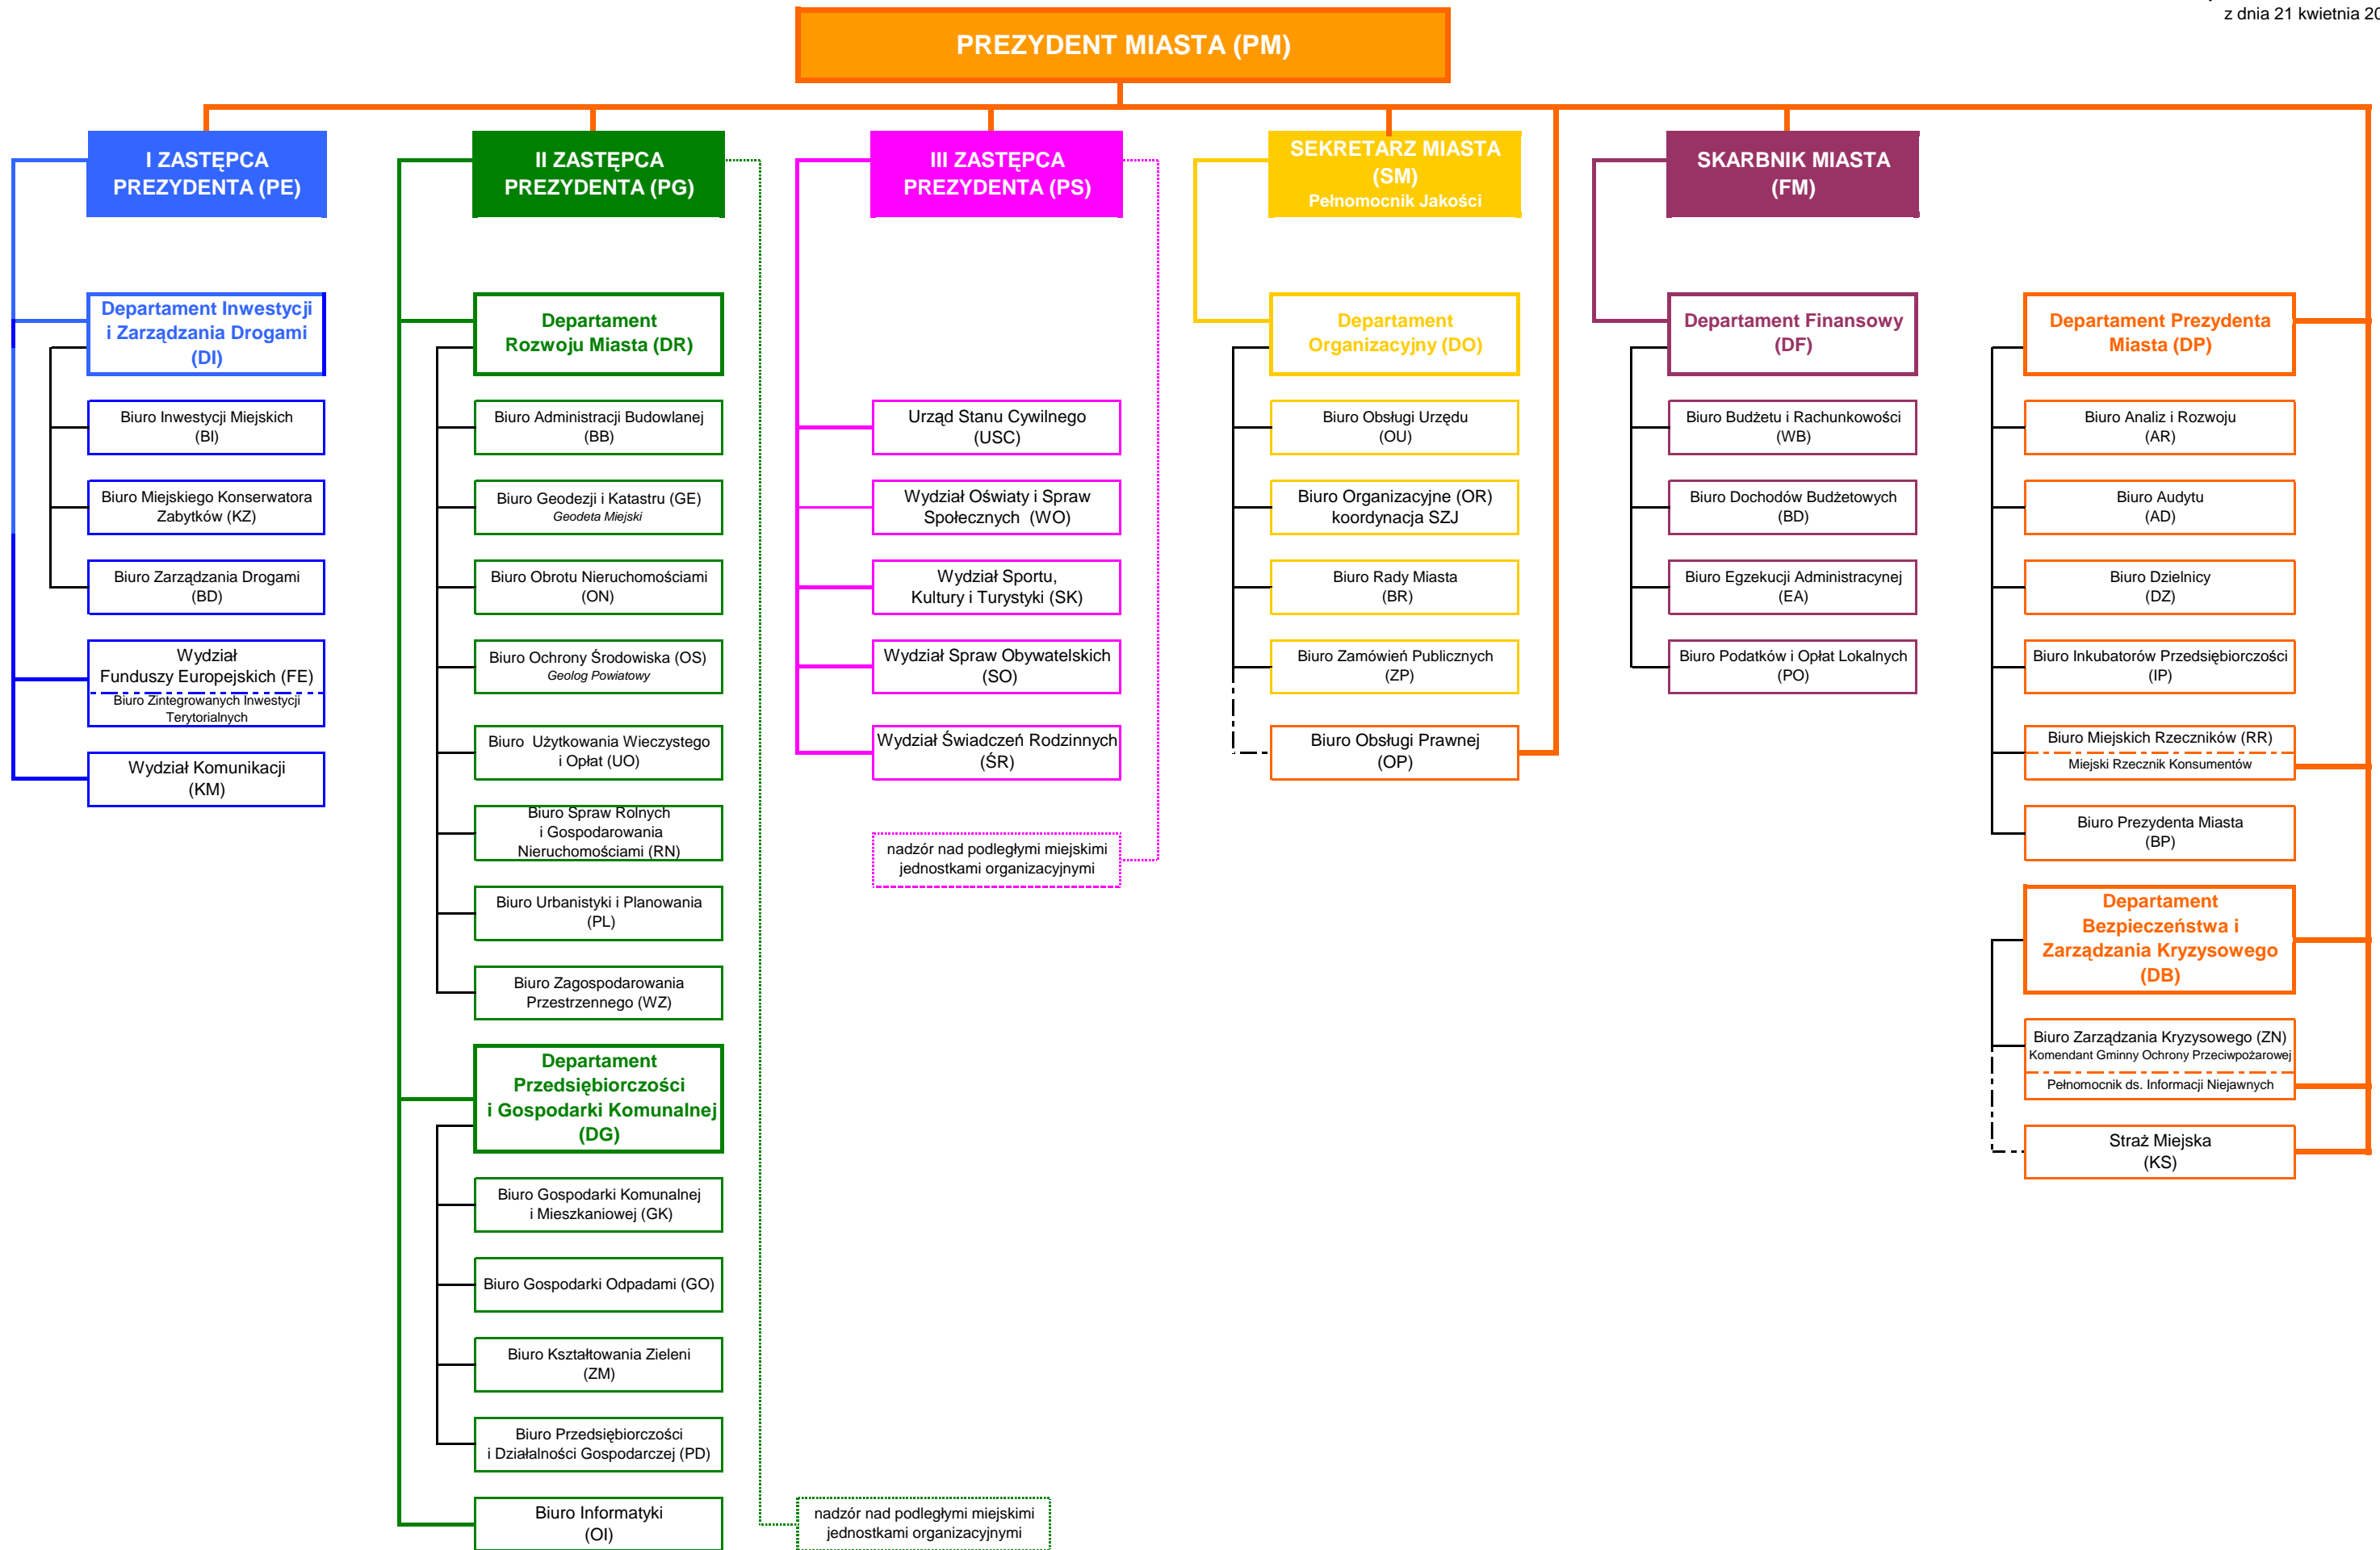 z dnia 21 kwietnia 20
PREZYDENT MIASTA (PM)
I ZASTĘPCA
PREZYDENTA (PE)
II ZASTĘPCA
PREZYDENTA (PG)
III ZASTĘPCA
PREZYDENTA (PS)
SEKRETARZ MIASTA
(SM)
Pełnomocnik Jakości
SKARBNIK MIASTA
(FM)
Departament Inwestycji
i Zarządzania Drogami
(DI)
Biuro Inwestycji Miejskich
(BI)
Biuro Miejskiego Konserwatora
Zabytków (KZ)
Biuro Zarządzania Drogami
(BD)
Wydział
Funduszy Europejskich (FE)
Biuro Zintegrowanych Inwestycji
Terytorialnych
Wydział Komunikacji
(KM)
Departament
Rozwoju Miasta (DR)
Biuro Administracji Budowlanej
(BB)
Biuro Geodezji i Katastru (GE)
Geodeta Miejski
Biuro Obrotu Nieruchomościami
(ON)
Biuro Ochrony Środowiska (OS)
Geolog Powiatowy
Biuro  Użytkowania Wieczystego
i Opłat (UO)
Biuro Spraw Rolnych
i Gospodarowania
Nieruchomościami (RN)
Biuro Urbanistyki i Planowania
(PL)
Biuro Zagospodarowania
Przestrzennego (WZ)
Departament
Przedsiębiorczości
i Gospodarki Komunalnej
(DG)
Biuro Gospodarki Komunalnej
i Mieszkaniowej (GK)
Biuro Gospodarki Odpadami (GO)
Biuro Kształtowania Zieleni
(ZM)
Biuro Przedsiębiorczości
i Działalności Gospodarczej (PD)
Biuro Informatyki
(OI)
nadzór nad podległymi miejskimi
jednostkami organizacyjnymi
Urząd Stanu Cywilnego
(USC)
Wydział Oświaty i Spraw
Społecznych  (WO)
Wydział Sportu,
Kultury i Turystyki (SK)
Wydział Spraw Obywatelskich
(SO)
Wydział Świadczeń Rodzinnych
(ŚR)
nadzór nad podległymi miejskimi
jednostkami organizacyjnymi
Departament
Organizacyjny (DO)
Biuro Obsługi Urzędu
(OU)
Biuro Organizacyjne (OR)
koordynacja SZJ
Biuro Rady Miasta
(BR)
Biuro Zamówień Publicznych
(ZP)
Biuro Obsługi Prawnej
(OP)
Departament Finansowy
(DF)
Biuro Budżetu i Rachunkowości
(WB)
Biuro Dochodów Budżetowych
(BD)
Biuro Egzekucji Administracynej
(EA)
Biuro Podatków i Opłat Lokalnych
(PO)
Departament Prezydenta
Miasta (DP)
Biuro Analiz i Rozwoju
(AR)
Biuro Audytu
(AD)
Biuro Dzielnicy
(DZ)
Biuro Inkubatorów Przedsiębiorczości
(IP)
Biuro Miejskich Rzeczników (RR)
Miejski Rzecznik Konsumentów
Biuro Prezydenta Miasta
(BP)
Departament
Bezpieczeństwa i
Zarządzania Kryzysowego
(DB)
Biuro Zarządzania Kryzysowego (ZN)
Komendant Gminny Ochrony Przeciwpożarowej
Pełnomocnik ds. Informacji Niejawnych
Straż Miejska
(KS)